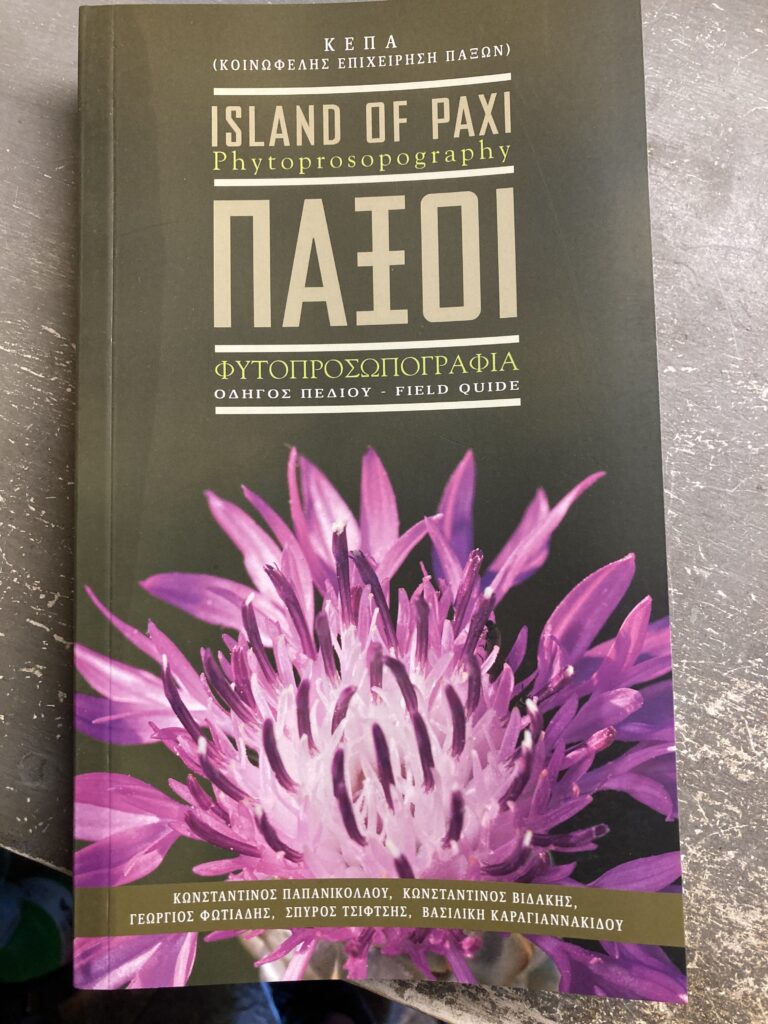 ΚΕΠΑ
(ΚΟΙΝΩΦΕΛΗΣ ΕΠΙΧΕΙΡΗΣΗ ΠΑΞΩΝ)
ISLAND OF PAXI
Phytoprosopography
ΠΑΞΟΙ
ΦΥΤΟΠΡΟΣΩΠΟΓΡΑΦΙΑ
ΟΔΗΓΟΣ ΠΕΔΙΟΥ - FIELD QUIDE
ΚΩΝΣΤΑΝΤΙΝΟΣ ΠΑΠΑΝΙΚΟΛΑΟΥ, ΚΩΝΣΤΑΝΤΙΝΟΣ ΒΙΔΑΚΗΣ,
ΓΕΩΡΓΙΟΣ ΦΩΤΙΑΔΗΣ, ΣΠΥΡΟΣ ΤΣΙΦΤΣΗΣ, ΒΑΣΙΛΙΚΗ ΚΑΡΑΓΙΑΝΝΑΚΙΔΟΥ